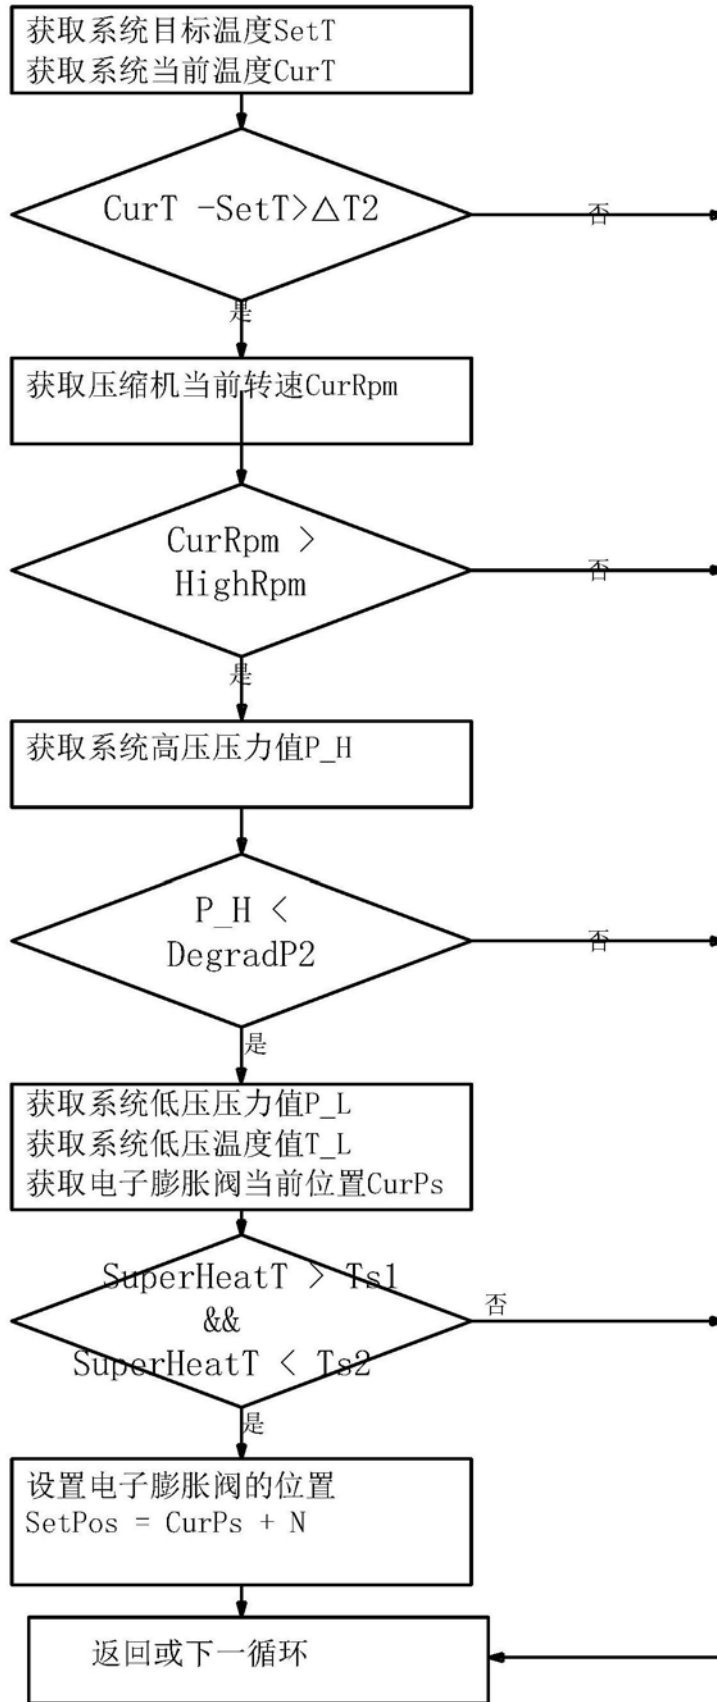 获取系统目标温度SetT
获取系统当前温度CurT
CurT -SetT>△T2
否
是
获取压缩机当前转速CurRpm
CurRpm >
HighRpm
否
是
获取系统高压压力值P_H
P_H <
DegradP2
否
是
获取系统低压压力值P_L
获取系统低压温度值T_L
获取电子膨胀阀当前位置CurPs
SuperHeatT > Ts1
&&
SuperHeatT < Ts2
否
是
设置电子膨胀阀的位置
SetPos = CurPs + N
返回或下一循环